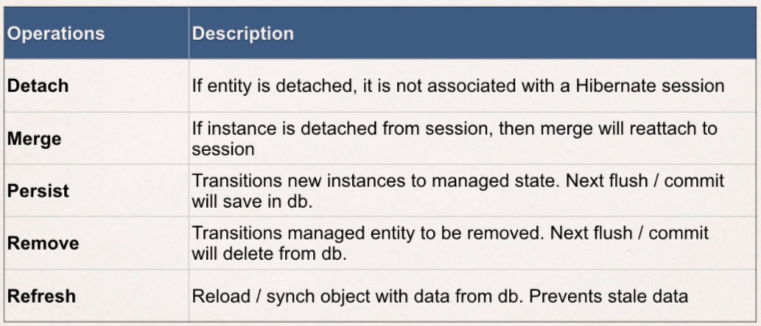 Operations Description
Detach If entity is detached, it is not associated with a Hibernate session
Merge If instance is detached from session, then merge will reattach to
session
Persist Transitions new instances to managed state. Next flush / commit
will save in db.
Remove Transitions managed entity to be removed. Next flush / commit
will delete from db.
Refresh Reload / synch object with data from db. Prevents stale data